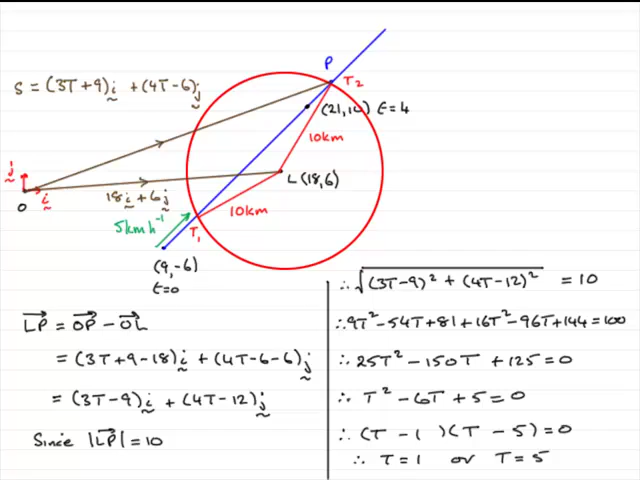 S = (3T+9)i + (4T-6)j
P
T2
(21,10) t=4
10km
j
i
O
18i + 6j
L (18,6)
5kmh⁻¹
10km
T1
(9,-6)
t=0
LP = OP - OL
= (3T+9-18)i + (4T-6-6)j
= (3T-9)i + (4T-12)j
Since |LP| = 10
∴ √((3T-9)² + (4T-12)²) = 10
∴ 9T² - 54T + 81 + 16T² - 96T + 144 = 100
∴ 25T² - 150T + 125 = 0
∴ T² - 6T + 5 = 0
∴ (T - 1 )(T - 5) = 0
∴ T = 1 or T = 5